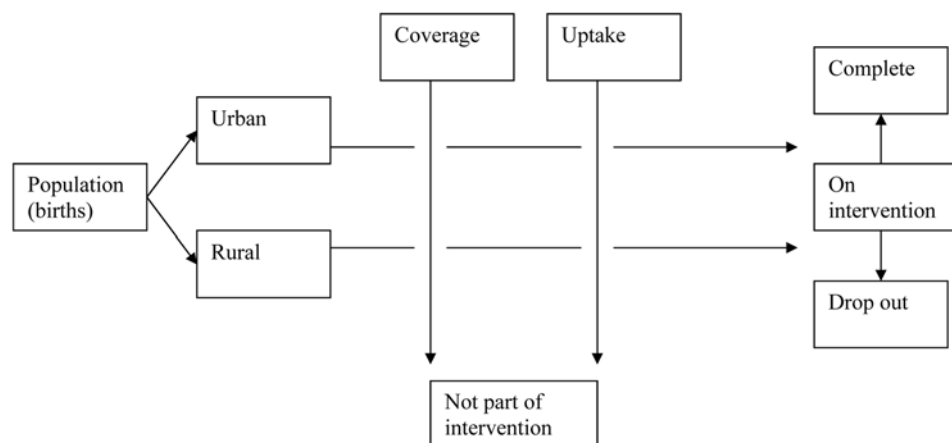 Coverage
Uptake
Complete
Urban
Population
(births)
On
intervention
Rural
Drop out
Not part of
intervention